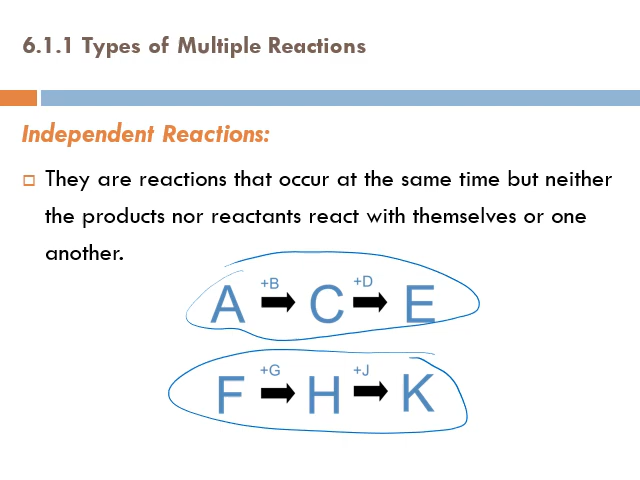 6.1.1 Types of Multiple Reactions
Independent Reactions:
They are reactions that occur at the same time but neither
the products nor reactants react with themselves or one
another.
+B +D
A C E
+G +J
F H K